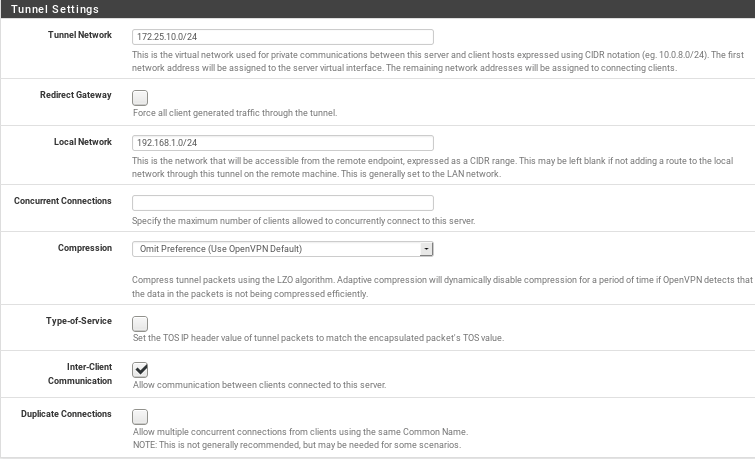 Tunnel Settings
Tunnel Network
172.25.10.0/24
This is the virtual network used for private communications between this server and client hosts expressed using CIDR notation (eg. 10.0.8.0/24). The first
network address will be assigned to the server virtual interface. The remaining network addresses will be assigned to connecting clients.
Redirect Gateway
Force all client generated traffic through the tunnel.
Local Network
192.168.1.0/24
This is the network that will be accessible from the remote endpoint, expressed as a CIDR range. This may be left blank if not adding a route to the local
network through this tunnel on the remote machine. This is generally set to the LAN network.
Concurrent Connections
Specify the maximum number of clients allowed to concurrently connect to this server.
Compression
Omit Preference (Use OpenVPN Default)
Compress tunnel packets using the LZO algorithm. Adaptive compression will dynamically disable compression for a period of time if OpenVPN detects that
the data in the packets is not being compressed efficiently.
Type-of-Service
Set the TOS IP header value of tunnel packets to match the encapsulated packet's TOS value.
Inter-Client
Communication
Allow communication between clients connected to this server.
Duplicate Connections
Allow multiple concurrent connections from clients using the same Common Name.
NOTE: This is not generally recommended, but may be needed for some scenarios.